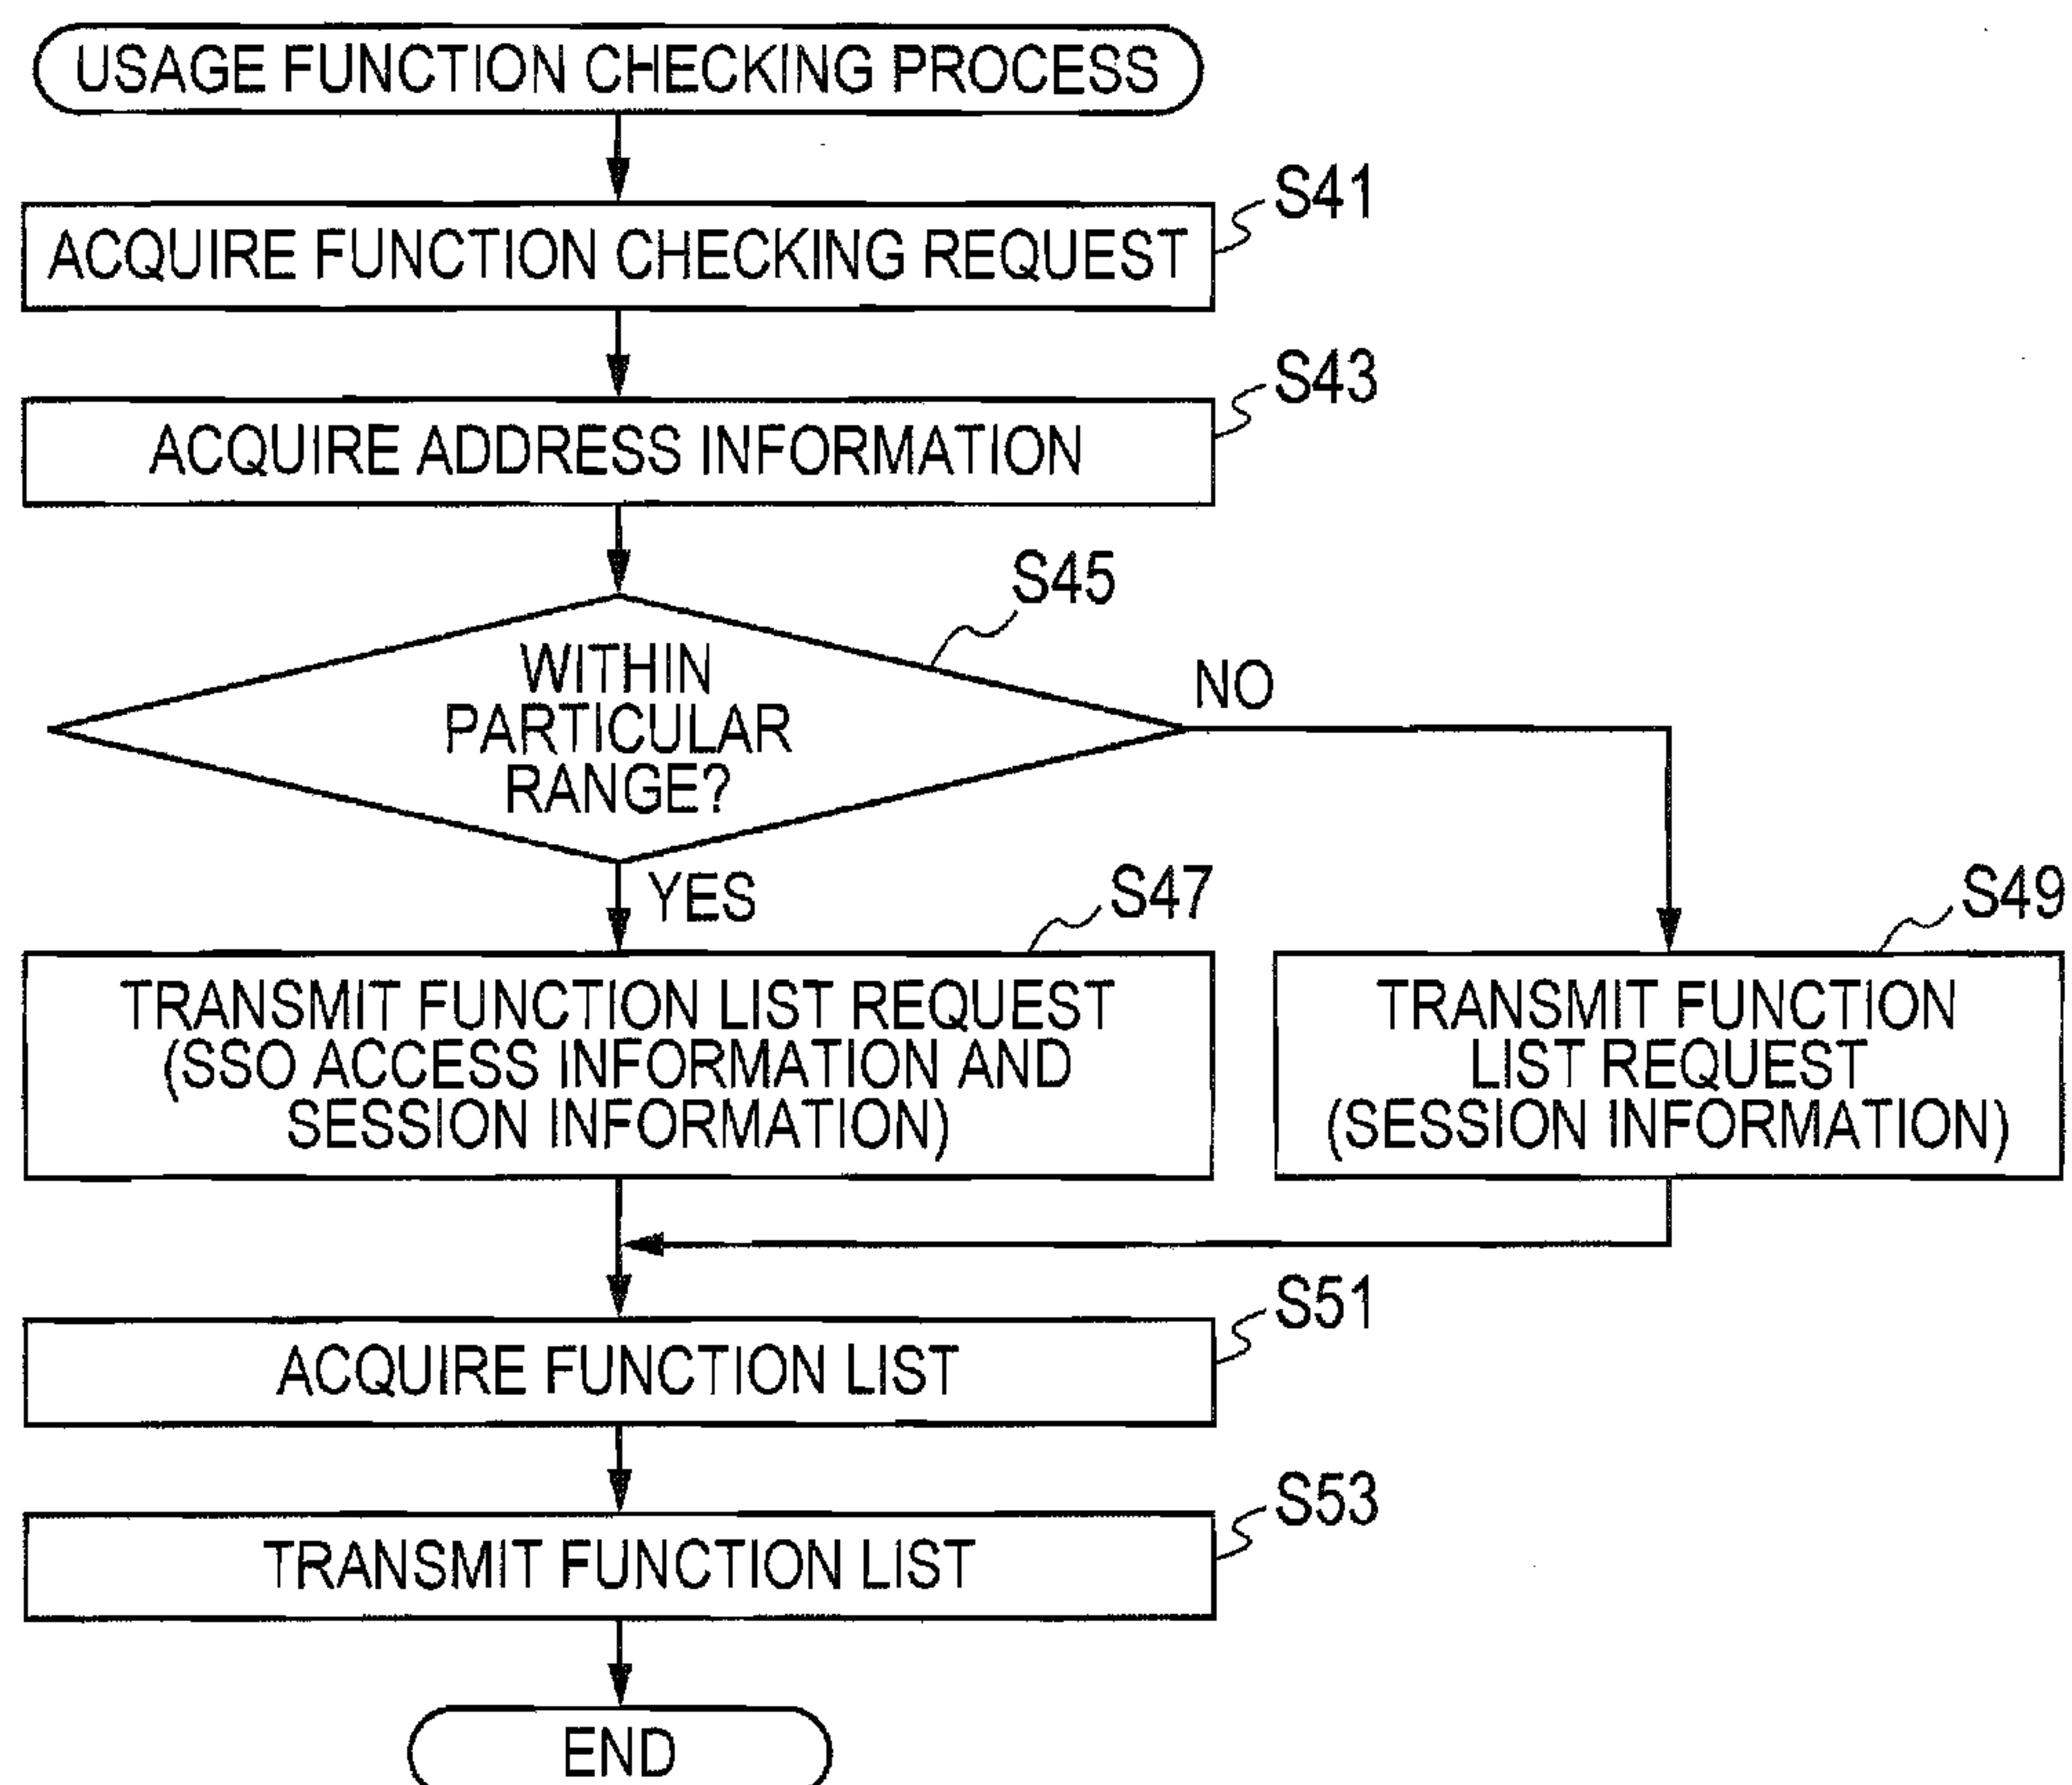 USAGE FUNCTION CHECKING PROCESS
S41
ACQUIRE FUNCTION CHECKING REQUEST
S43
ACQUIRE ADDRESS INFORMATION
S45
WITHIN
PARTICULAR
RANGE?
NO
YES
S47
TRANSMIT FUNCTION LIST REQUEST
(SSO ACCESS INFORMATION AND
SESSION INFORMATION)
S49
TRANSMIT FUNCTION
LIST REQUEST
(SESSION INFORMATION)
S51
ACQUIRE FUNCTION LIST
S53
TRANSMIT FUNCTION LIST
END